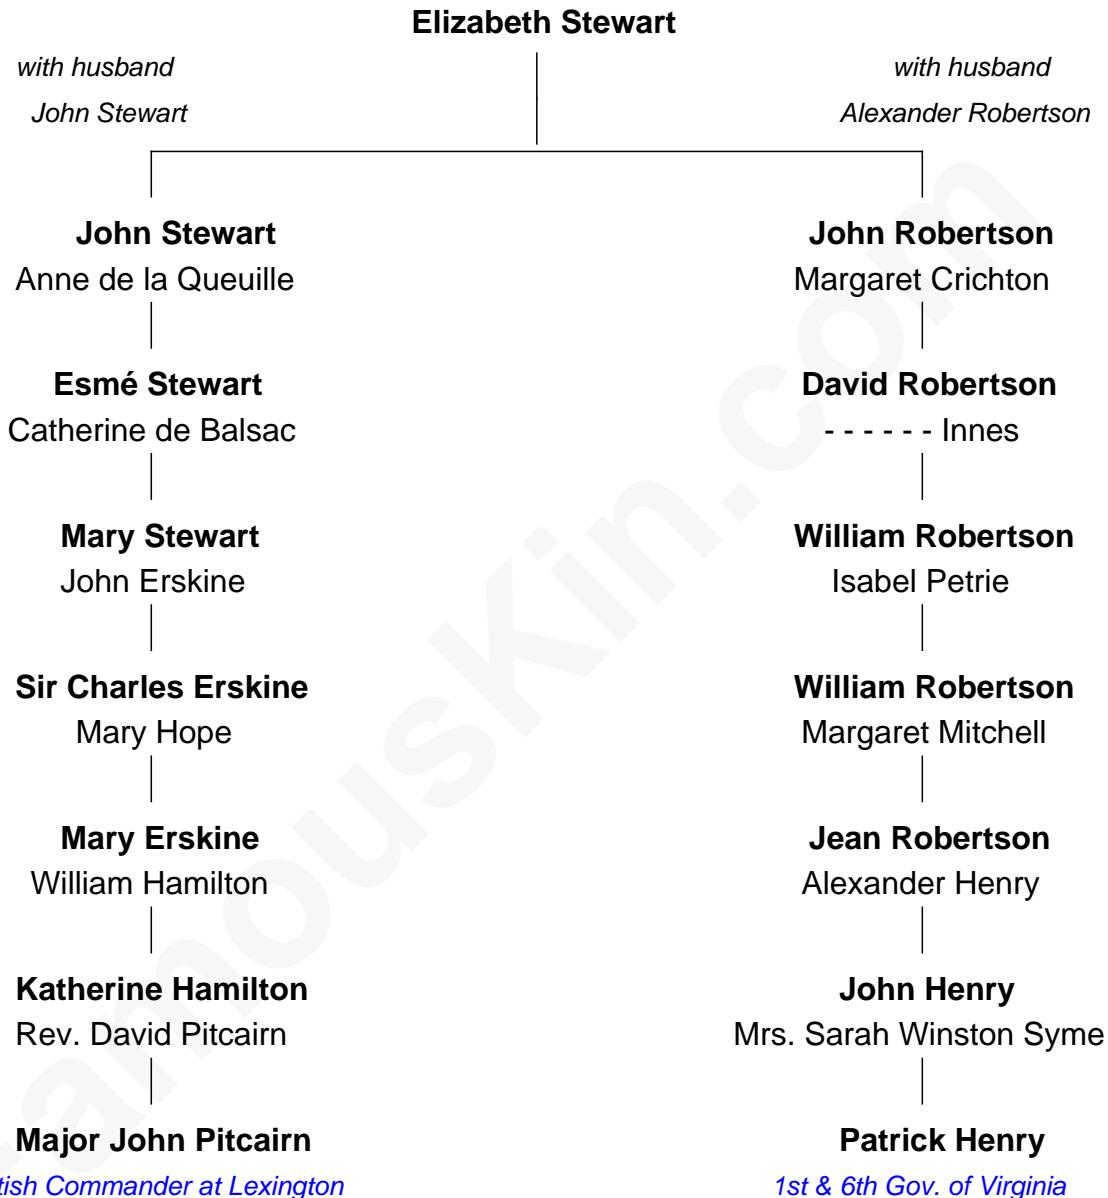 Elizabeth Stewart
with husband
John Stewart
with husband
Alexander Robertson
John Stewart
Anne de la Queuille
John Robertson
Margaret Crichton
Esmé Stewart
Catherine de Balsac
David Robertson
- - - - - - Innes
Mary Stewart
John Erskine
William Robertson
Isabel Petrie
Sir Charles Erskine
Mary Hope
William Robertson
Margaret Mitchell
Mary Erskine
William Hamilton
Jean Robertson
Alexander Henry
Katherine Hamilton
Rev. David Pitcairn
John Henry
Mrs. Sarah Winston Syme
Major John Pitcairn
tish Commander at Lexington
Patrick Henry
1st & 6th Gov. of Virginia
FamousKin.com